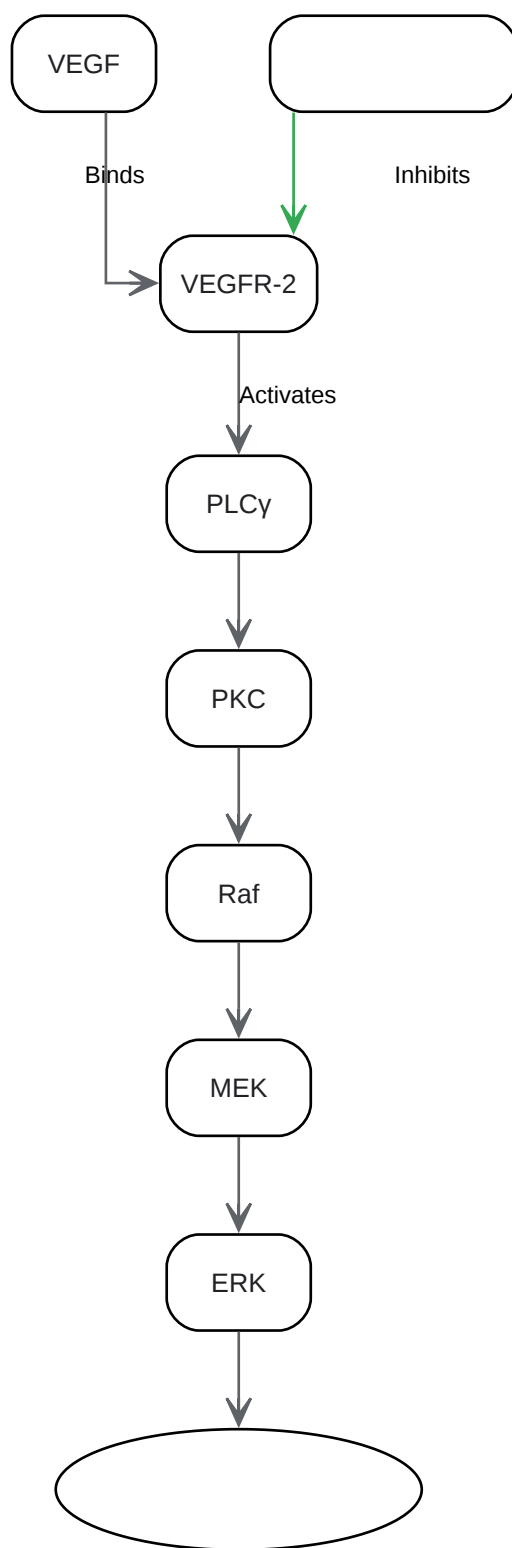 VEGF
Binds
Inhibits
VEGFR-2
Activates
PLCγ
PKC
Raf
MEK
ERK